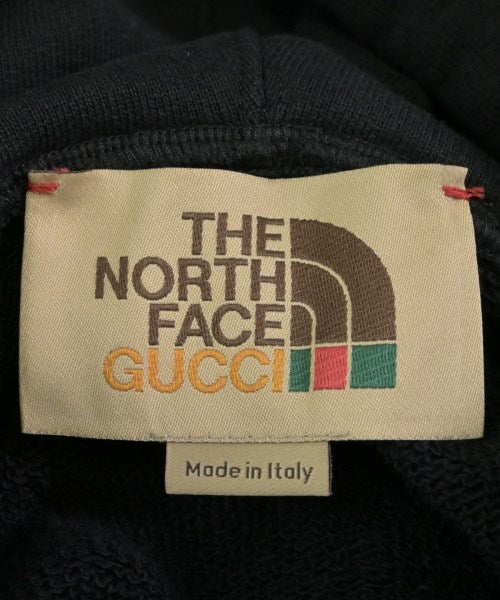 THE
NORTH
FACE
GUCCI
Made in Italy